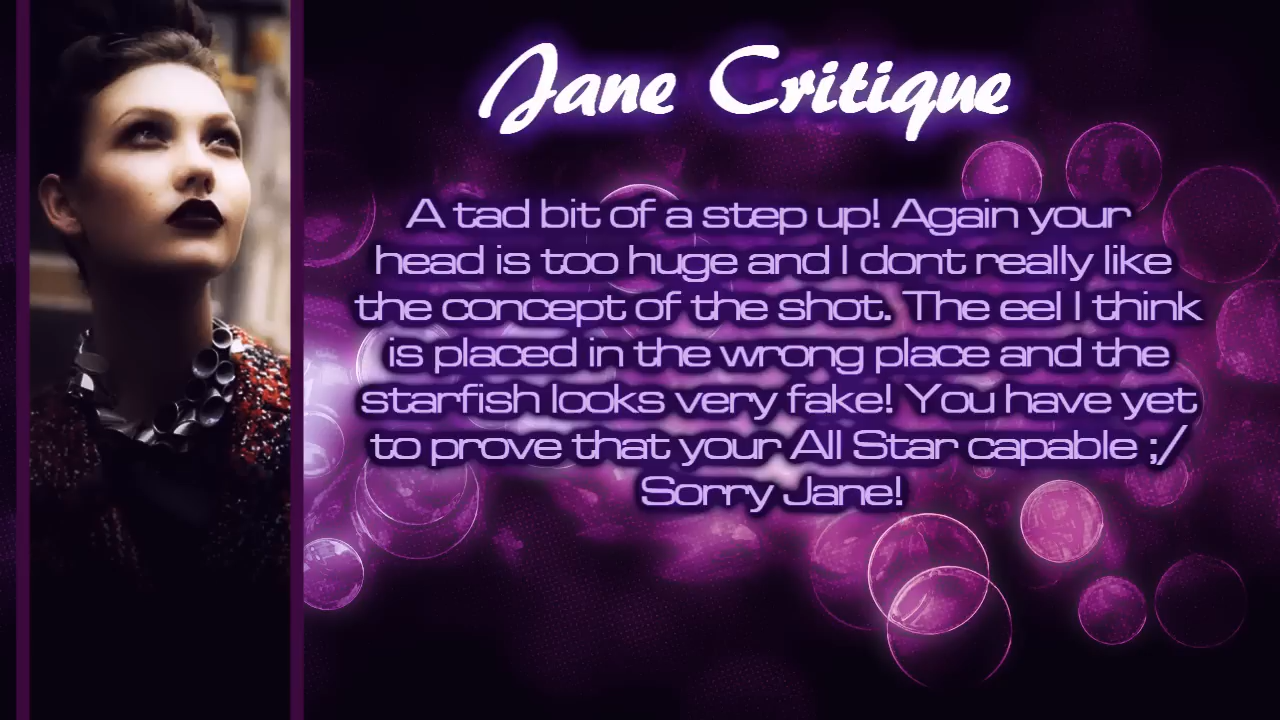 Jane Critique
A tad bit of a step up! Again your
head is too huge and I dont really like
the concept of the shot. The eel I think
is placed in the wrong place and the
starfish looks very fake! You have yet
to prove that your All Star capable ;/
Sorry Jane!